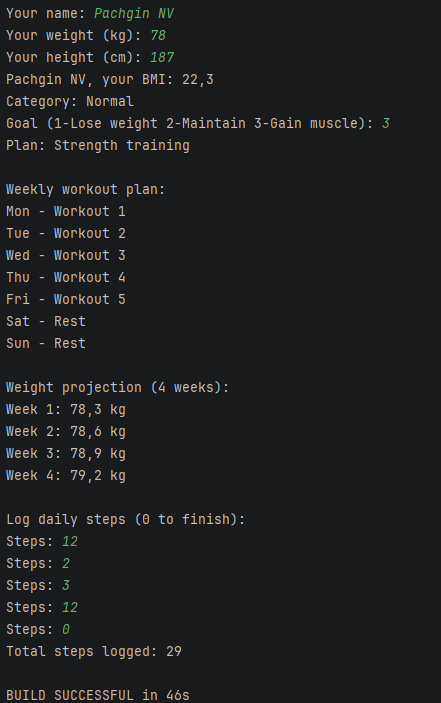 Your name: Pachgin NV
Your weight (kg): 78
Your height (cm): 187
Pachgin NV, your BMI: 22,3
Category: Normal
Goal (1-Lose weight 2-Maintain 3-Gain muscle): 3
Plan: Strength training

Weekly workout plan:
Mon - Workout 1
Tue - Workout 2
Wed - Workout 3
Thu - Workout 4
Fri - Workout 5
Sat - Rest
Sun - Rest

Weight projection (4 weeks):
Week 1: 78,3 kg
Week 2: 78,6 kg
Week 3: 78,9 kg
Week 4: 79,2 kg

Log daily steps (0 to finish):
Steps: 12
Steps: 2
Steps: 3
Steps: 12
Steps: 0
Total steps logged: 29

BUILD SUCCESSFUL in 46s